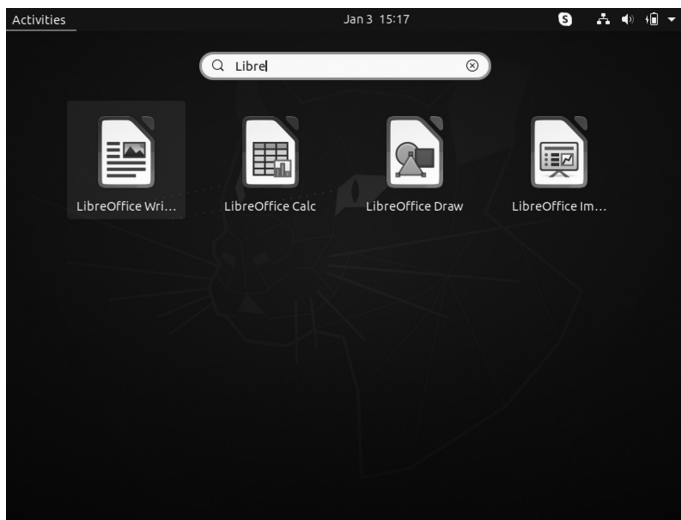 Activities Jan 3 15:17
Libre
LibreOffice Wri... LibreOffice Calc LibreOffice Draw LibreOffice Im...